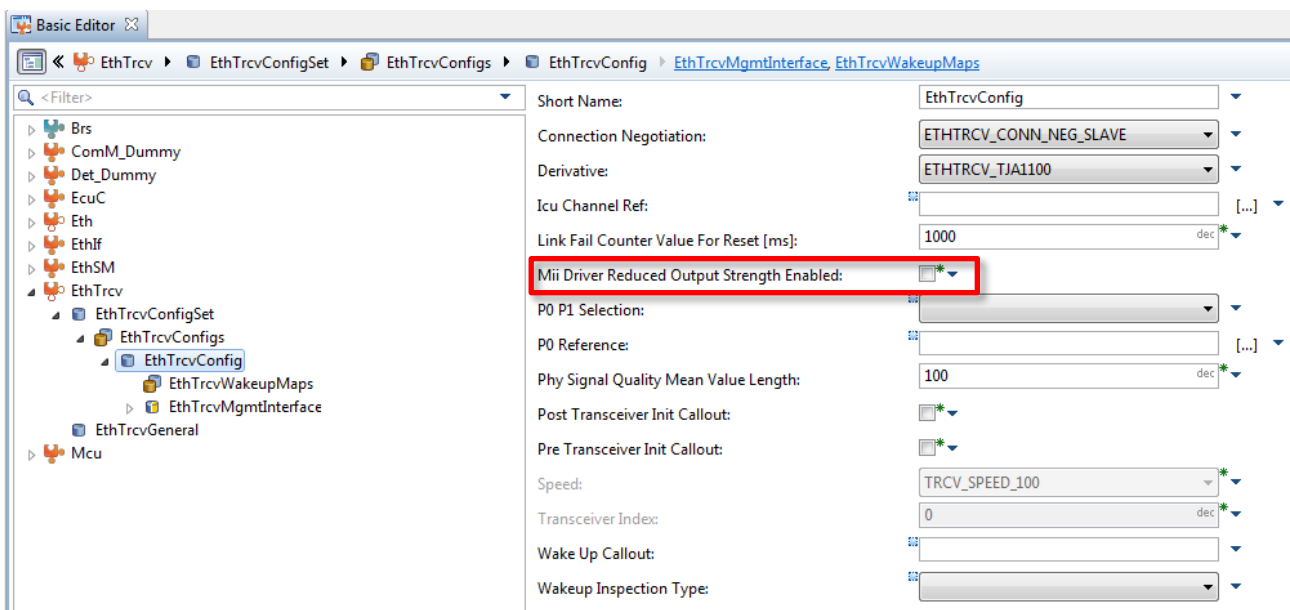 Basic Editor
EthTrcv EthTrcvConfigSet EthTrcvConfigs EthTrcvConfig EthTrcvMgmtInterface, EthTrcvWakeupMaps
<Filter>
Brs
ComM_Dummy
Det_Dummy
EcuC
Eth
EthIf
EthSM
EthTrcv
EthTrcvConfigSet
EthTrcvConfigs
EthTrcvConfig
EthTrcvWakeupMaps
EthTrcvMgmtInterface
EthTrcvGeneral
Mcu
Short Name: EthTrcvConfig
Connection Negotiation: ETHTRCV_CONN_NEG_SLAVE
Derivative: ETHTRCV_TJA1100
Icu Channel Ref: [...]
Link Fail Counter Value For Reset [ms]: 1000 dec
Mii Driver Reduced Output Strength Enabled:
P0 P1 Selection:
P0 Reference: [...]
Phy Signal Quality Mean Value Length: 100 dec
Post Transceiver Init Callout:
Pre Transceiver Init Callout:
Speed: TRCV_SPEED_100
Transceiver Index: 0 dec
Wake Up Callout:
Wakeup Inspection Type: